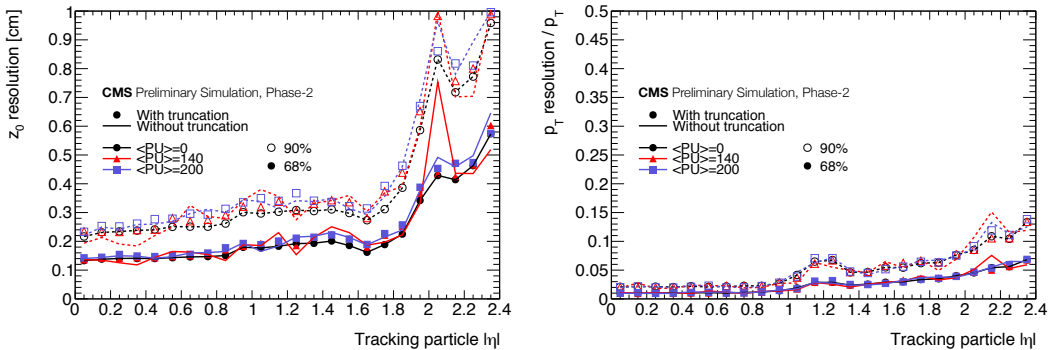 z₀ resolution [cm]
1
0.9
0.8
0.7
0.6
0.5
0.4
0.3
0.2
0.1
0
CMS Preliminary Simulation, Phase-2
With truncation
Without truncation
<PU>=0
<PU>=140
<PU>=200
90%
68%
0 0.2 0.4 0.6 0.8 1 1.2 1.4 1.6 1.8 2 2.2 2.4
Tracking particle |η|
p_T resolution / p_T
0.5
0.45
0.4
0.35
0.3
0.25
0.2
0.15
0.1
0.05
0
CMS Preliminary Simulation, Phase-2
With truncation
Without truncation
<PU>=0
<PU>=140
<PU>=200
90%
68%
0 0.2 0.4 0.6 0.8 1 1.2 1.4 1.6 1.8 2 2.2 2.4
Tracking particle |η|